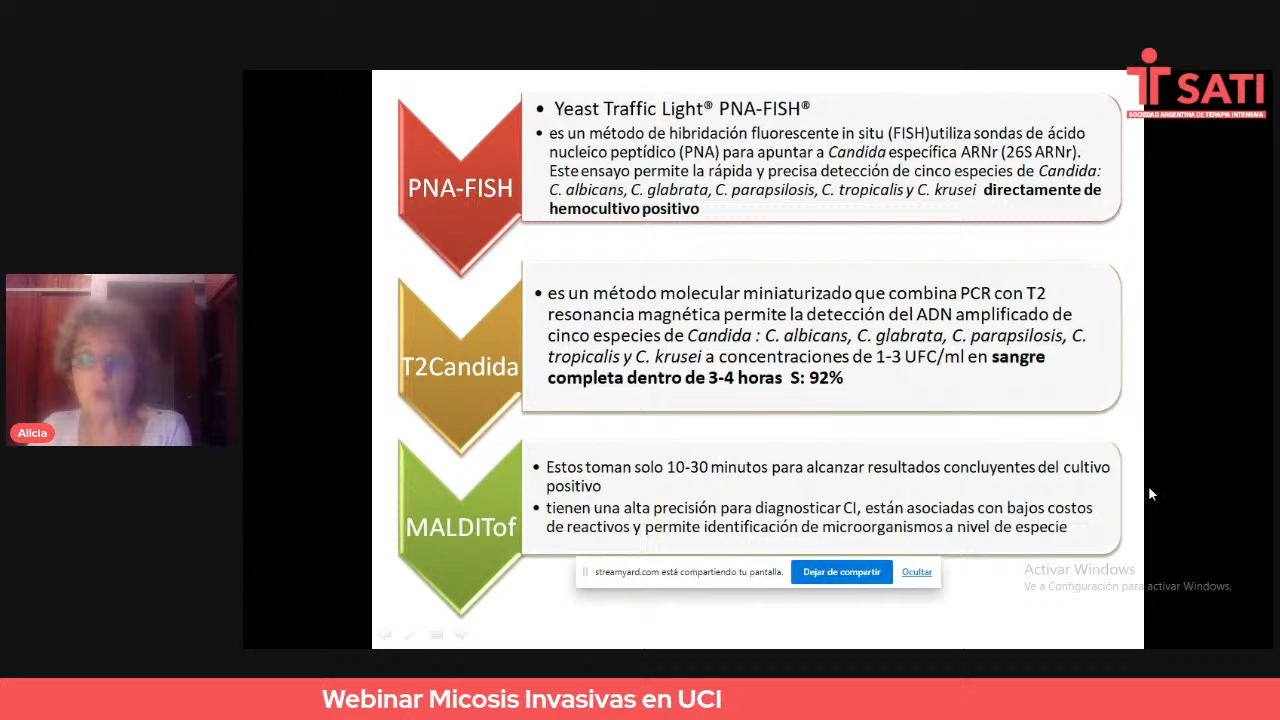 SATI
SOCIEDAD ARGENTINA DE TERAPIA INTENSIVA
PNA-FISH
• Yeast Traffic Light® PNA-FISH®
• es un método de hibridación fluorescente in situ (FISH)utiliza sondas de ácido
nucleico peptídico (PNA) para apuntar a Candida específica ARNr (26S ARNr).
Este ensayo permite la rápida y precisa detección de cinco especies de Candida:
C. albicans, C. glabrata, C. parapsilosis, C. tropicalis y C. krusei directamente de
hemocultivo positivo
T2Candida
• es un método molecular miniaturizado que combina PCR con T2
resonancia magnética permite la detección del ADN amplificado de
cinco especies de Candida : C. albicans, C. glabrata, C. parapsilosis, C.
tropicalis y C. krusei a concentraciones de 1-3 UFC/ml en sangre
completa dentro de 3-4 horas S: 92%
MALDITof
• Estos toman solo 10-30 minutos para alcanzar resultados concluyentes del cultivo
positivo
• tienen una alta precisión para diagnosticar CI, están asociadas con bajos costos
de reactivos y permite identificación de microorganismos a nivel de especie
streamyard.com está compartiendo tu pantalla.
Dejar de compartir
Ocultar
Activar Windows
Ve a Configuración para activar Windows.
Alicia
Webinar Micosis Invasivas en UCI